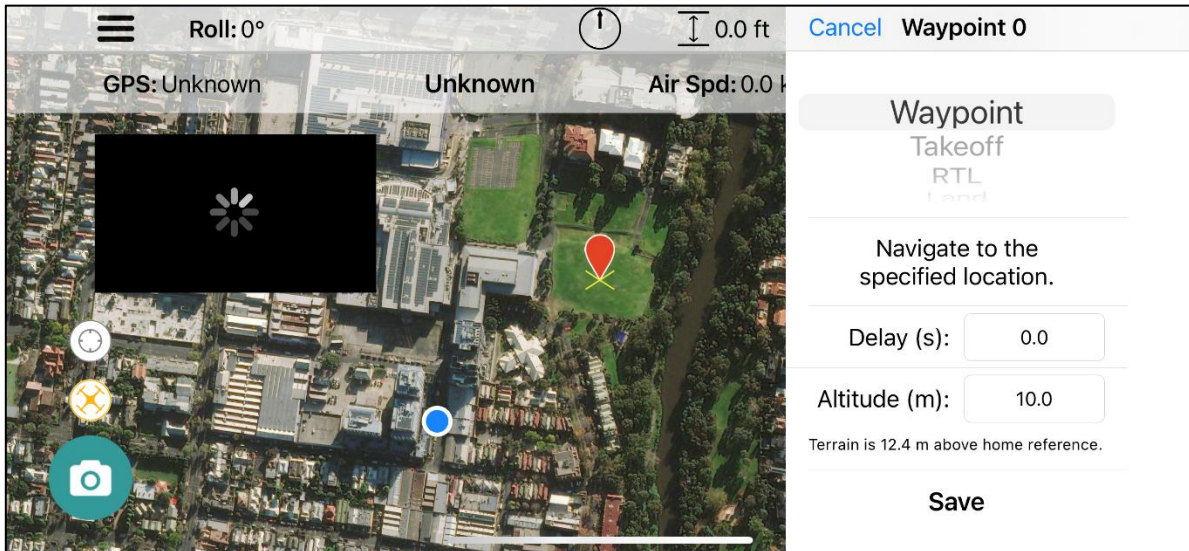 Roll: 0°
0.0 ft
GPS: Unknown
Unknown
Air Spd: 0.0
Cancel
Waypoint 0
Waypoint
Takeoff
RTL
Land
Navigate to the
specified location.
Delay (s):
0.0
Altitude (m):
10.0
Terrain is 12.4 m above home reference.
Save